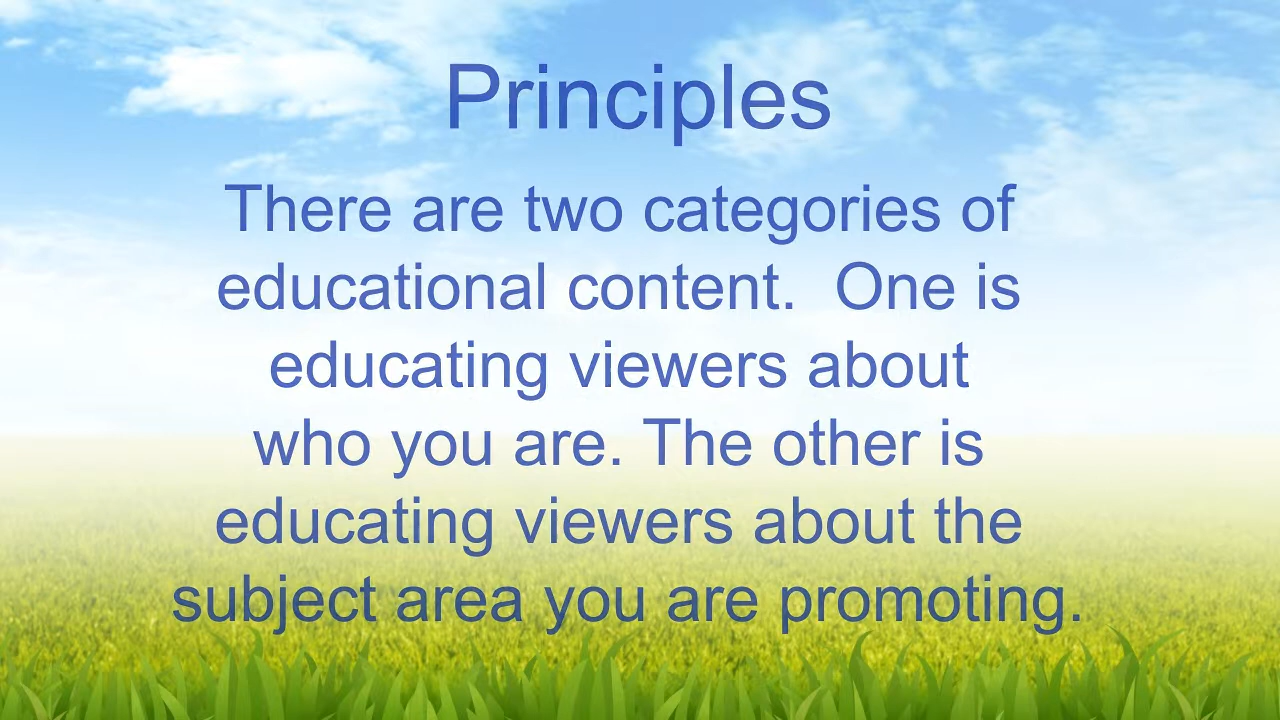 Principles
There are two categories of
educational content.  One is
educating viewers about
who you are. The other is
educating viewers about the
subject area you are promoting.